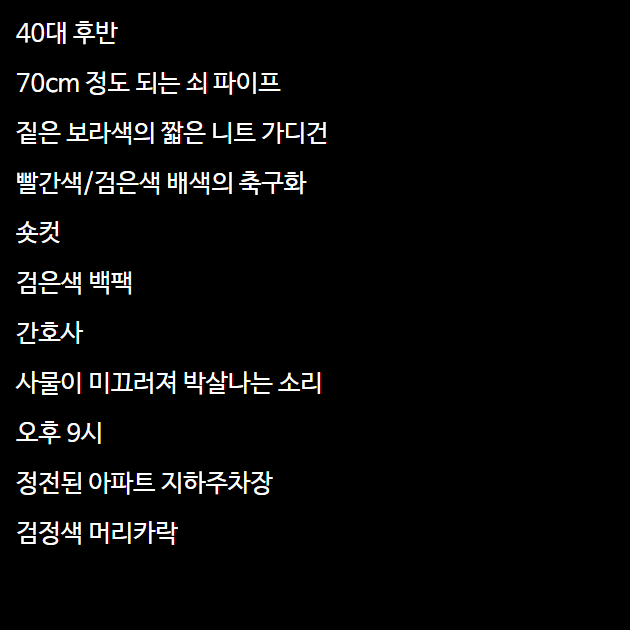 40대 후반
70cm 정도 되는 쇠 파이프
짙은 보라색의 짧은 니트 가디건
빨간색/검은색 배색의 축구화
숏컷
검은색 백팩
간호사
사물이 미끄러져 박살나는 소리
오후 9시
정전된 아파트 지하주차장
검정색 머리카락